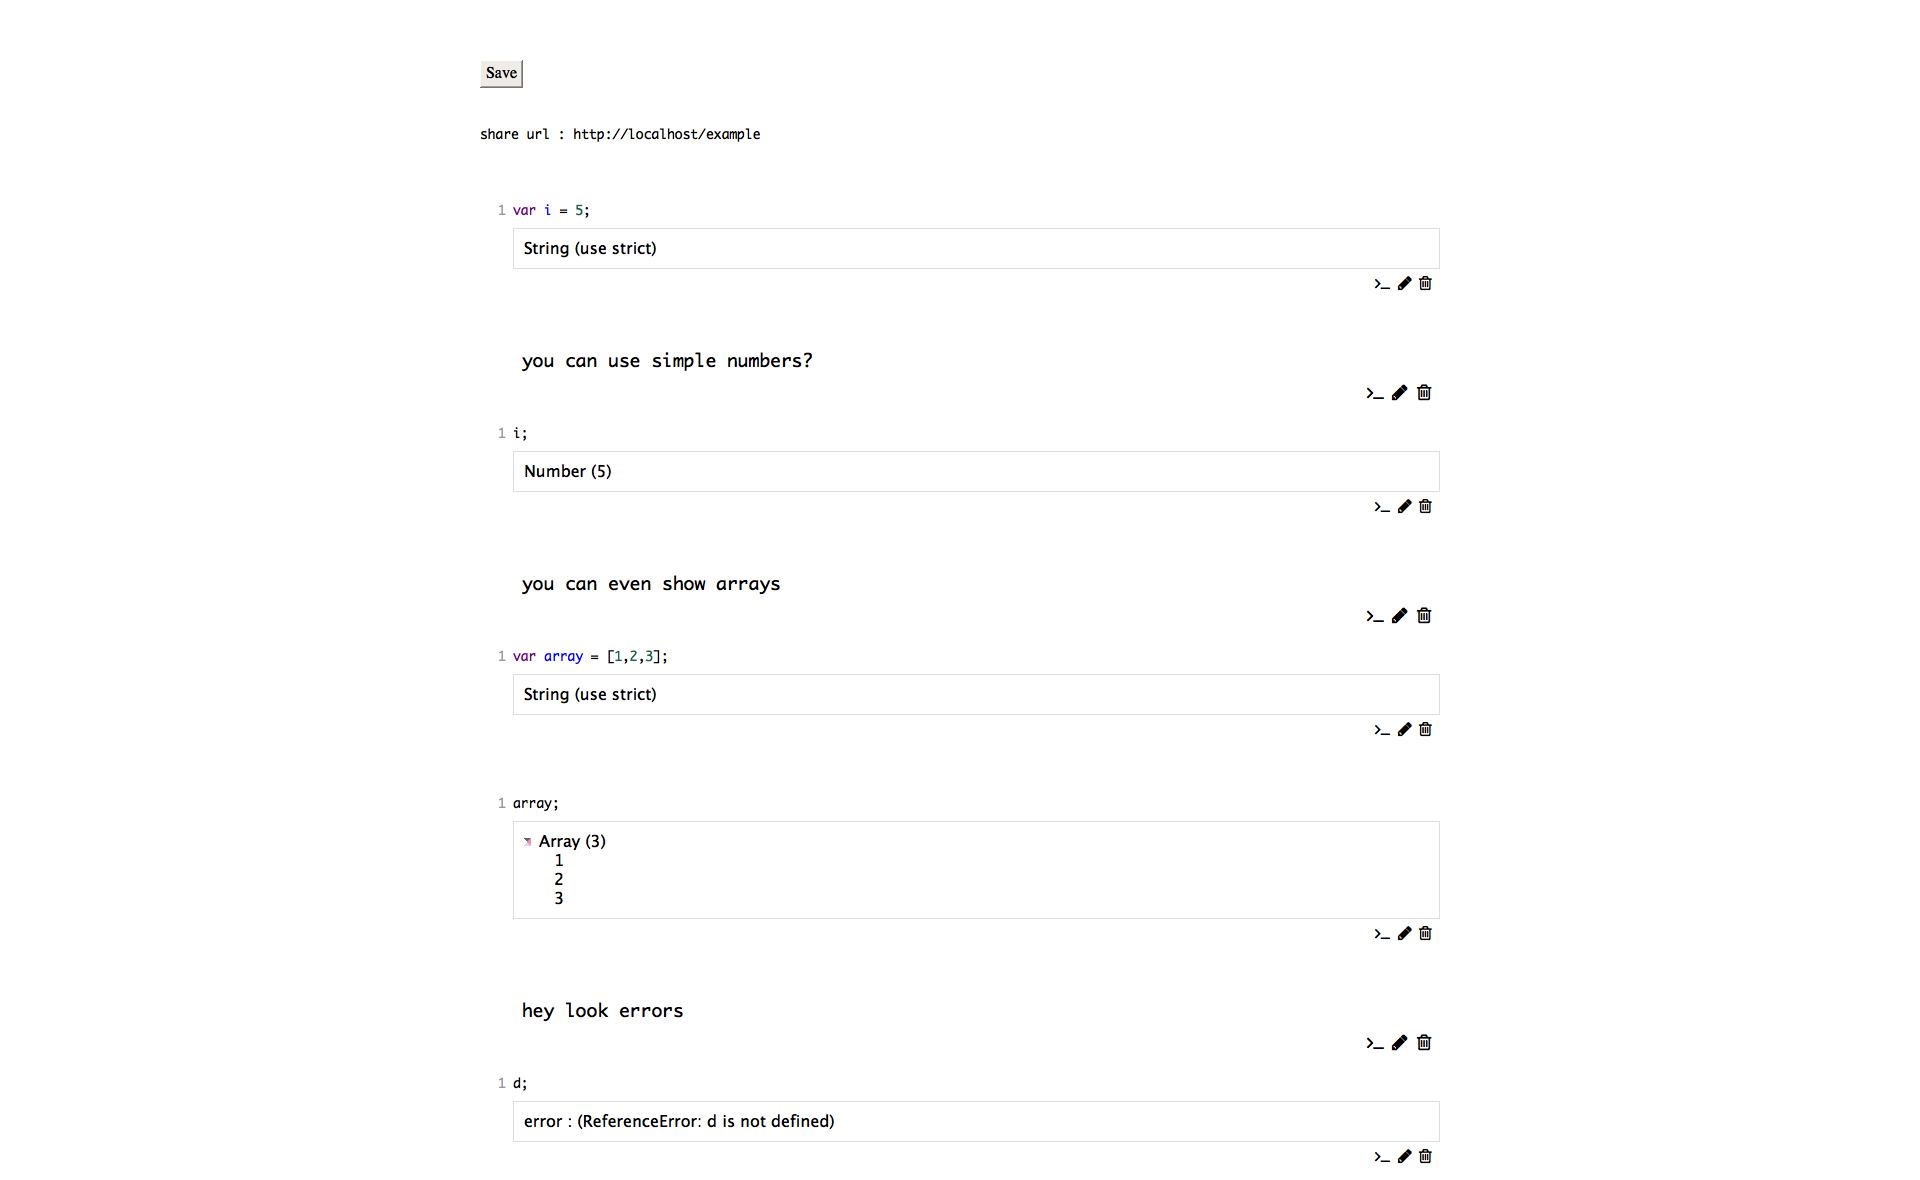 Save
share url : http://localhost/example
1 var i = 5;
String (use strict)
you can use simple numbers?
1 i;
Number (5)
you can even show arrays
1 var array = [1,2,3];
String (use strict)
1 array;
Array (3)
1
2
3
hey look errors
1 d;
error : (ReferenceError: d is not defined)